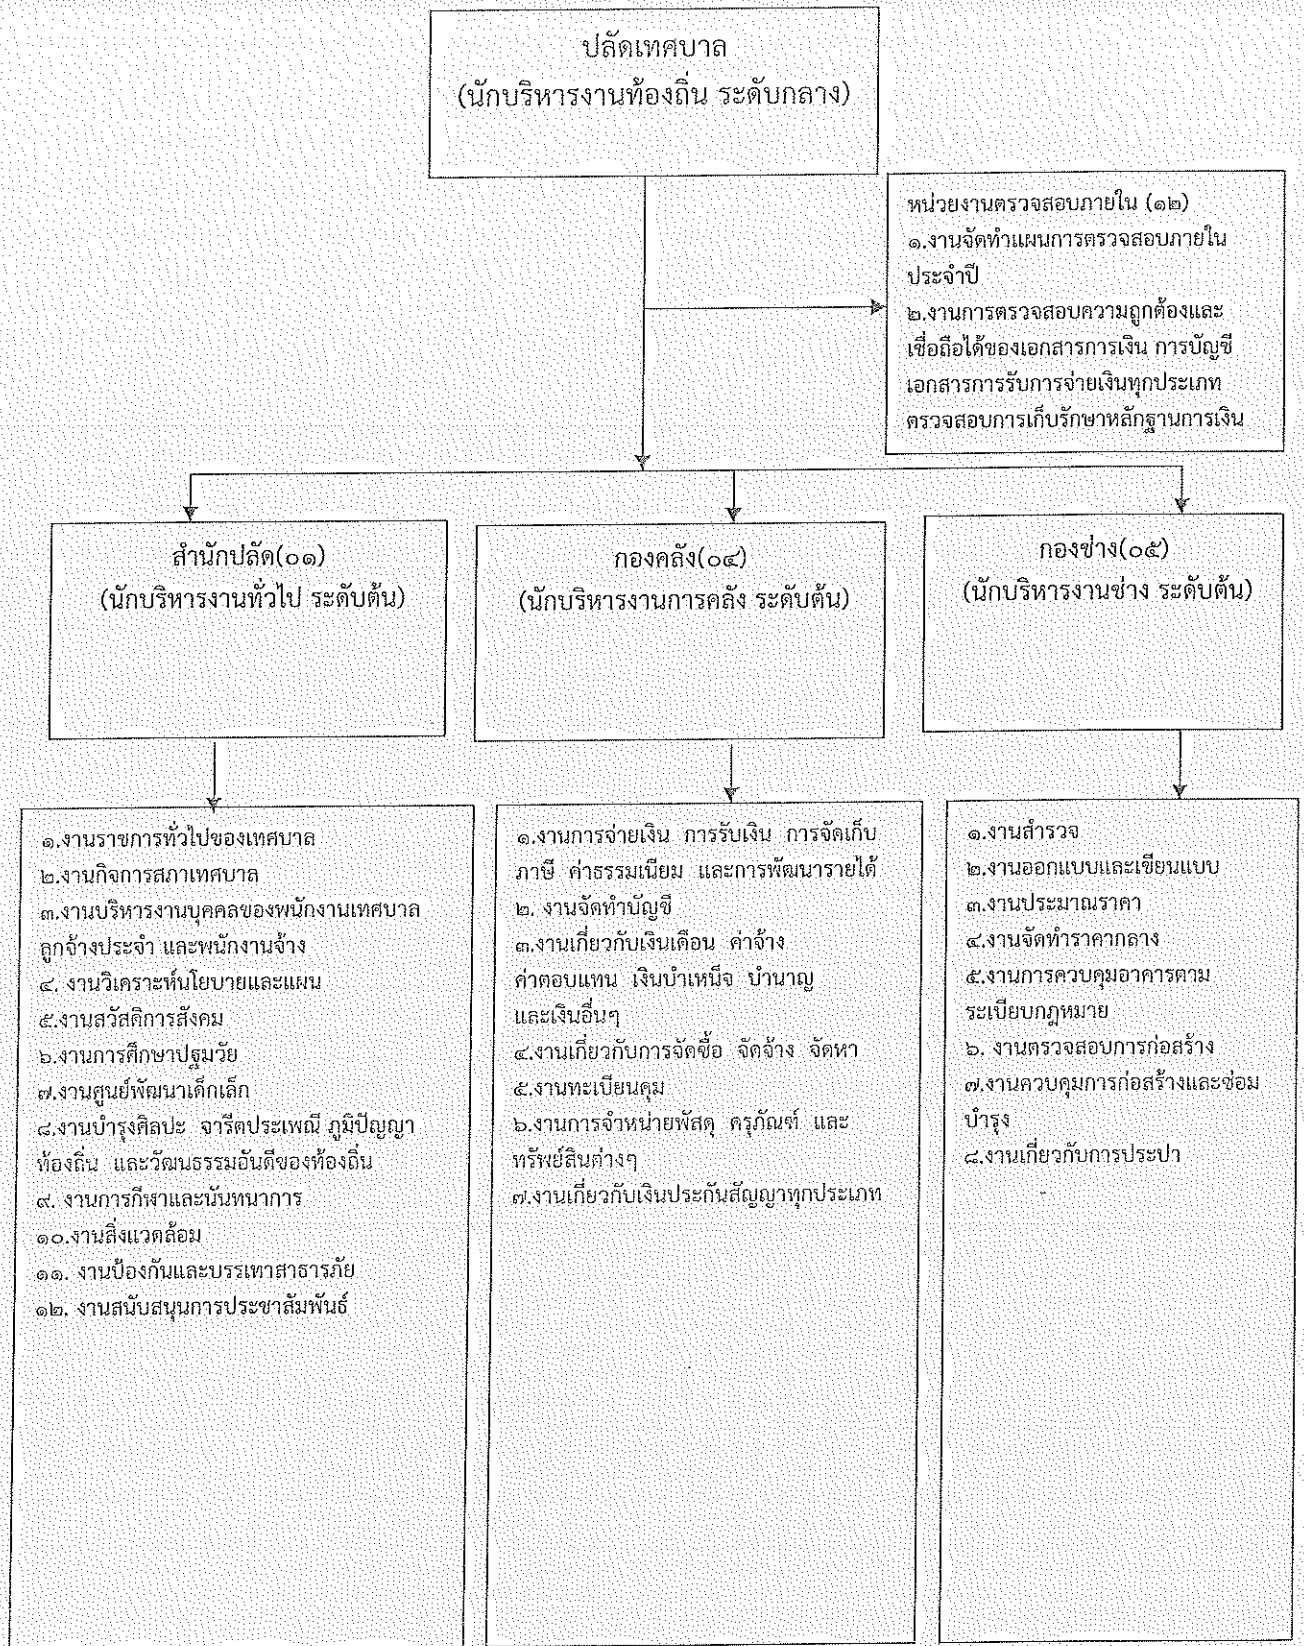 ปลัดเทศบาล
(นักบริหารงานท้องถิ่น ระดับกลาง)
หน่วยงานตรวจสอบภายใน (๑๒)
๑.งานจัดทำแผนการตรวจสอบภายใน
ประจำปี
๒.งานการตรวจสอบความถูกต้องและ
เชื่อถือได้ของเอกสารการเงิน การบัญชี
เอกสารการรับการจ่ายเงินทุกประเภท
ตรวจสอบการเก็บรักษาหลักฐานการเงิน
สำนักปลัด(๐๑)
(นักบริหารงานทั่วไป ระดับต้น)
กองคลัง(๐๔)
(นักบริหารงานการคลัง ระดับต้น)
กองช่าง(๐๕)
(นักบริหารงานช่าง ระดับต้น)
๑.งานราชการทั่วไปของเทศบาล
๒.งานกิจการสภาเทศบาล
๓.งานบริหารงานบุคคลของพนักงานเทศบาล
ลูกจ้างประจำ และพนักงานจ้าง
๔. งานวิเคราะห์นโยบายและแผน
๕.งานสวัสดิการสังคม
๖.งานการศึกษาปฐมวัย
๗.งานศูนย์พัฒนาเด็กเล็ก
๘.งานบำรุงศิลปะ จารีตประเพณี ภูมิปัญญา
ท้องถิ่น และวัฒนธรรมอันดีของท้องถิ่น
๙. งานการกีฬาและนันทนาการ
๑๐.งานสิ่งแวดล้อม
๑๑. งานป้องกันและบรรเทาสาธารภัย
๑๒. งานสนับสนุนการประชาสัมพันธ์
๑.งานการจ่ายเงิน การรับเงิน การจัดเก็บ
ภาษี ค่าธรรมเนียม และการพัฒนารายได้
๒. งานจัดทำบัญชี
๓.งานเกี่ยวกับเงินเดือน ค่าจ้าง
ค่าตอบแทน เงินบำเหน็จ บำนาญ
และเงินอื่นๆ
๔.งานเกี่ยวกับการจัดซื้อ จัดจ้าง จัดหา
๕.งานทะเบียนคุม
๖.งานการจำหน่ายพัสดุ ครุภัณฑ์ และ
ทรัพย์สินต่างๆ
๗.งานเกี่ยวกับเงินประกันสัญญาทุกประเภท
๑.งานสำรวจ
๒.งานออกแบบและเขียนแบบ
๓.งานประมาณราคา
๔.งานจัดทำราคากลาง
๕.งานการควบคุมอาคารตาม
ระเบียบกฎหมาย
๖. งานตรวจสอบการก่อสร้าง
๗.งานควบคุมการก่อสร้างและซ่อม
บำรุง
๘.งานเกี่ยวกับการประปา